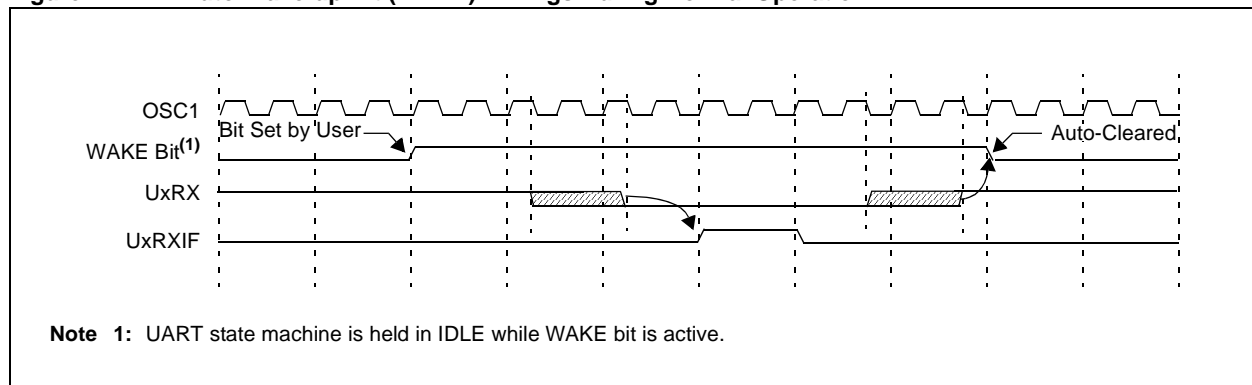 OSC1
Bit Set by User
Auto-Cleared
WAKE Bit(1)
UxRX
UxRXIF
Note 1: UART state machine is held in IDLE while WAKE bit is active.